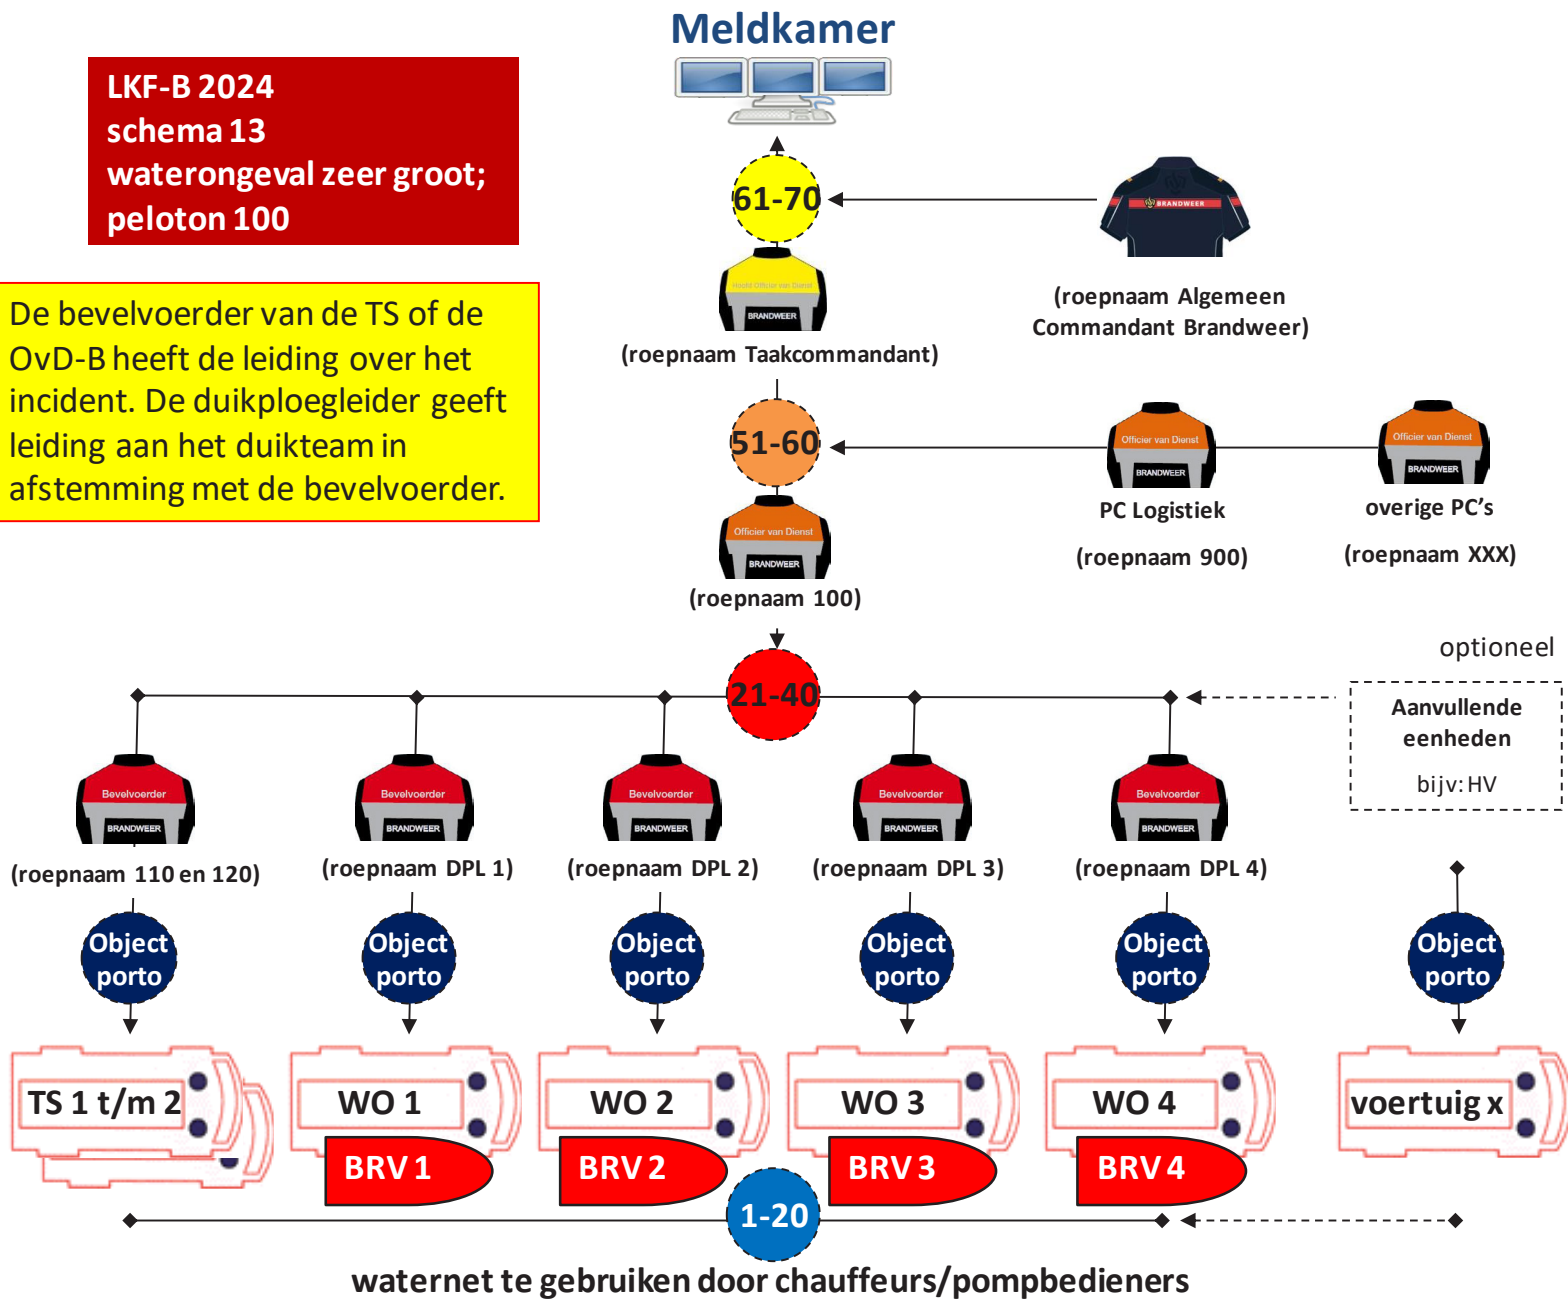 Meldkamer
LKF-B 2024
schema 13
waterongeval zeer groot;
peloton 100
61-70
BRANDWEER
Hoofd Officier van Dienst
BRANDWEER
(roepnaam Taakcommandant)
(roepnaam Algemeen
Commandant Brandweer)
De bevelvoerder van de TS of de
OvD-B heeft de leiding over het
incident. De duikploegleider geeft
leiding aan het duikteam in
afstemming met de bevelvoerder.
51-60
Officier van Dienst
BRANDWEER
PC Logistiek
(roepnaam 900)
Officier van Dienst
BRANDWEER
overige PC's
(roepnaam XXX)
Officier van Dienst
BRANDWEER
(roepnaam 100)
optioneel
21-40
Aanvullende
eenheden
bijv: HV
Bevelvoerder
BRANDWEER
(roepnaam 110 en 120)
Bevelvoerder
BRANDWEER
(roepnaam DPL 1)
Bevelvoerder
BRANDWEER
(roepnaam DPL 2)
Bevelvoerder
BRANDWEER
(roepnaam DPL 3)
Bevelvoerder
BRANDWEER
(roepnaam DPL 4)
Object
porto
Object
porto
Object
porto
Object
porto
Object
porto
Object
porto
TS 1 t/m 2
WO 1
WO 2
WO 3
WO 4
voertuig x
BRV 1
BRV 2
BRV 3
BRV 4
1-20
waternet te gebruiken door chauffeurs/pompbedieners